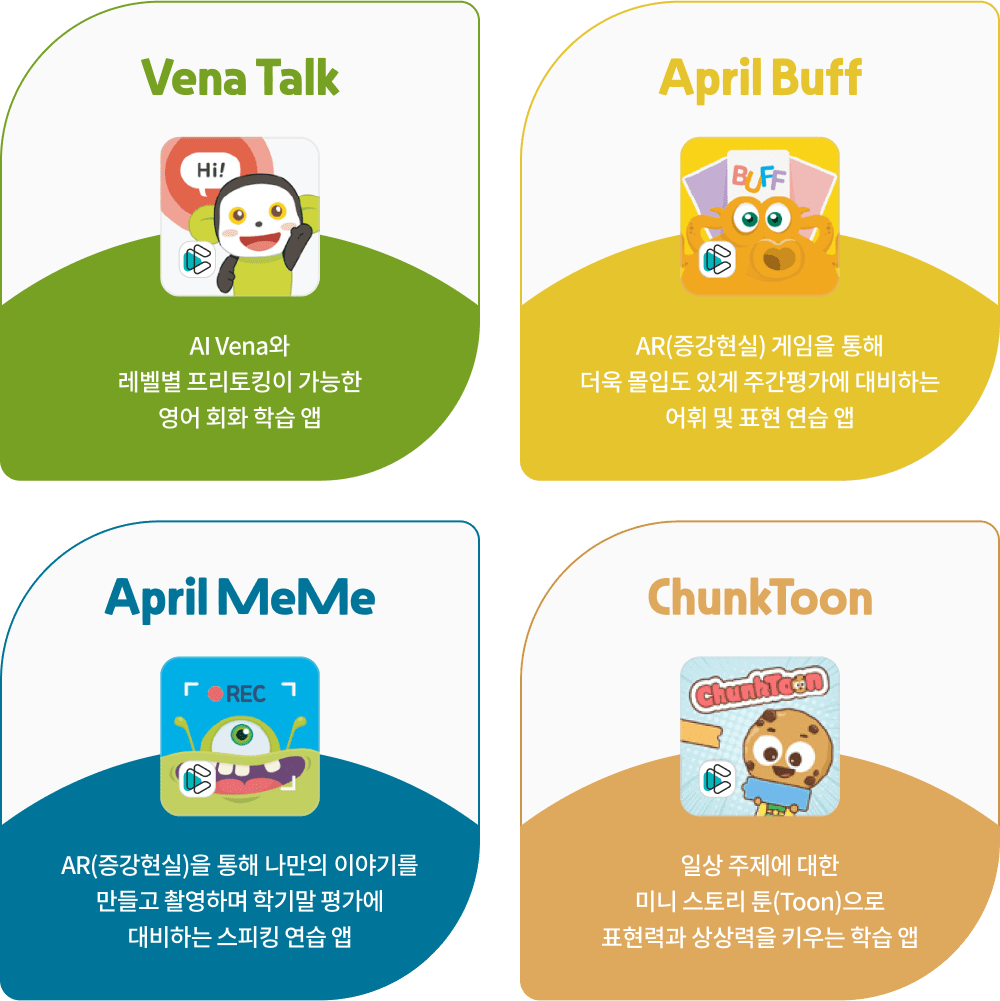 Vena Talk
Hi!
AI Vena와
레벨별 프리토킹이 가능한
영어 회화 학습 앱
April Buff
BUFF
AR(증강현실) 게임을 통해
더욱 몰입도 있게 주간평가에 대비하는
어휘 및 표현 연습 앱
April MeMe
REC
AR(증강현실)을 통해 나만의 이야기를
만들고 촬영하며 학기말 평가에
대비하는 스피킹 연습 앱
ChunkToon
ChunkToon
일상 주제에 대한
미니 스토리 툰(Toon)으로
표현력과 상상력을 키우는 학습 앱